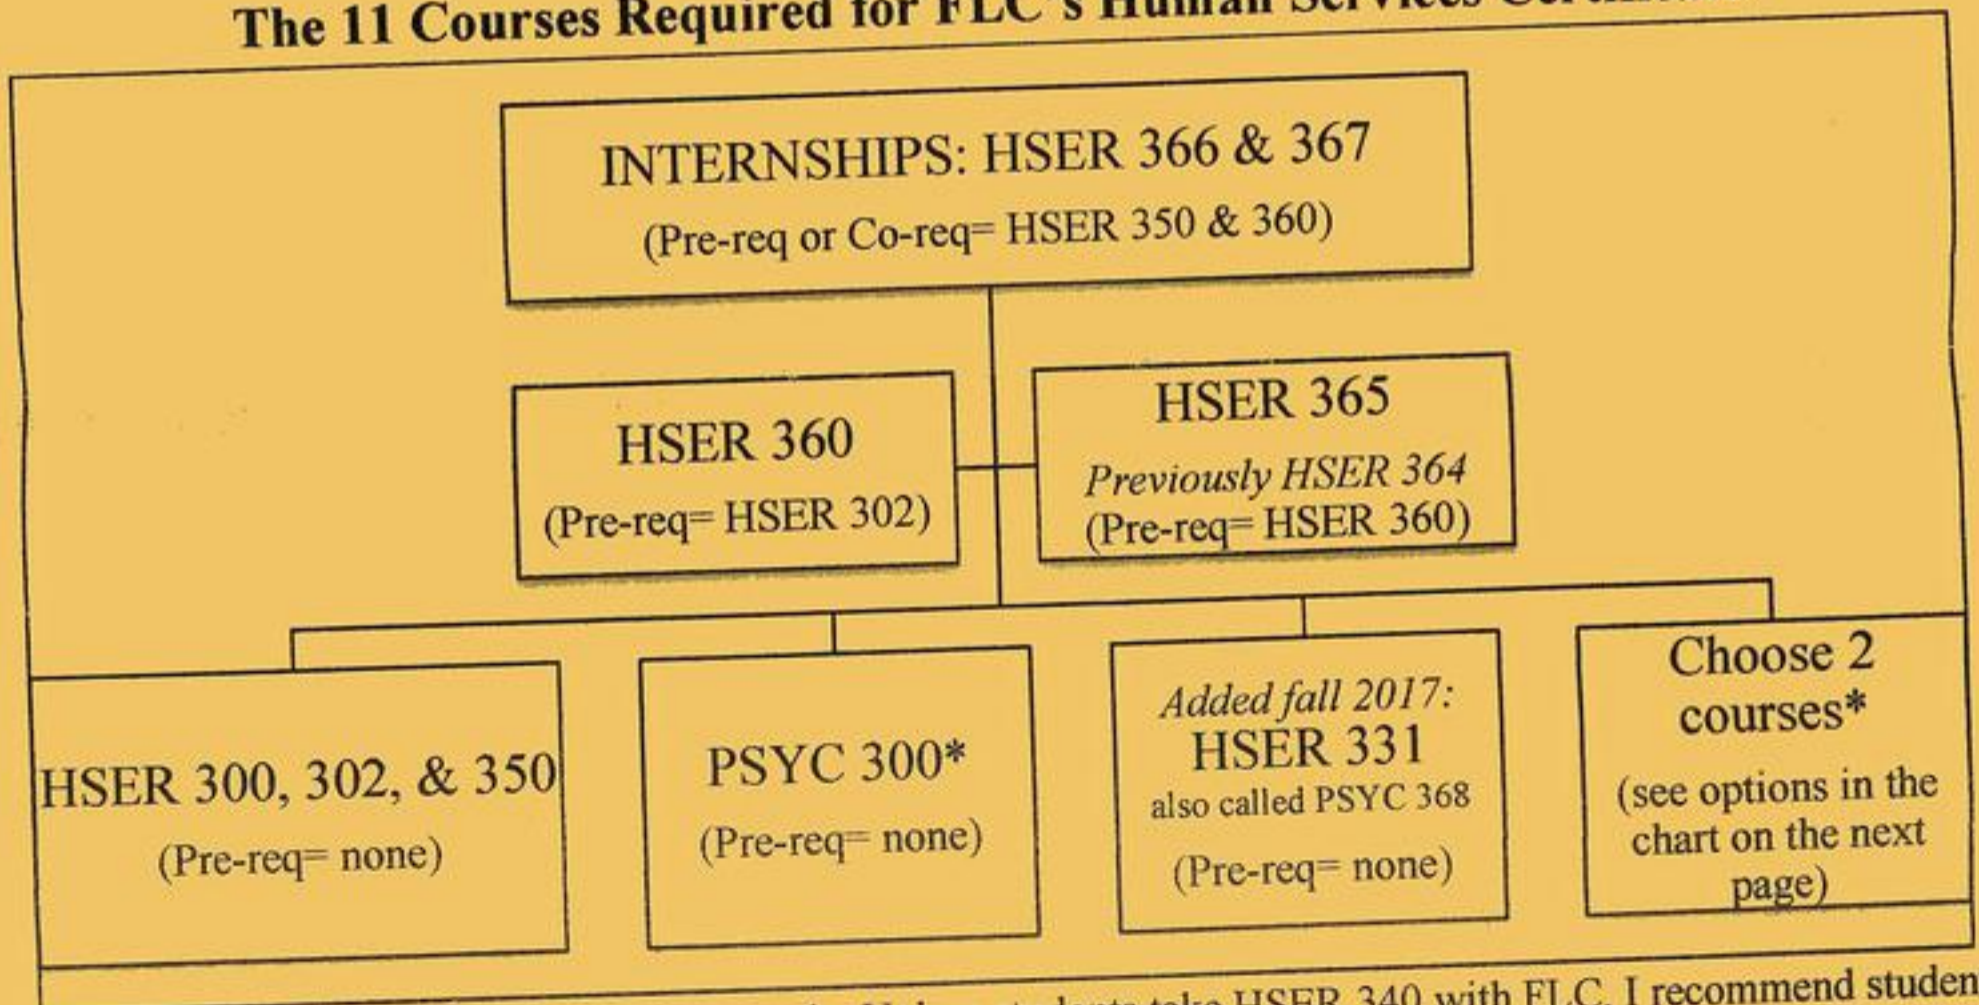 The 11 Courses Required for FLC's Human Services
INTERNSHIPS: HSER 366 & 367
(Pre-req or Co-req= HSER 350 & 360)
HSER 360
(Pre-req= HSER 302)
HSER 365
Previously HSER 364
(Pre-req= HSER 360)
HSER 300, 302, & 350
(Pre-req= none)
PSYC 300*
(Pre-req= none)
Added fall 2017:
HSER 331
also called PSYC 368
(Pre-req= none)
Choose 2
courses*
(see options in the
chart on the next
page)
students take HSER 340 with FLC. I recommend studen